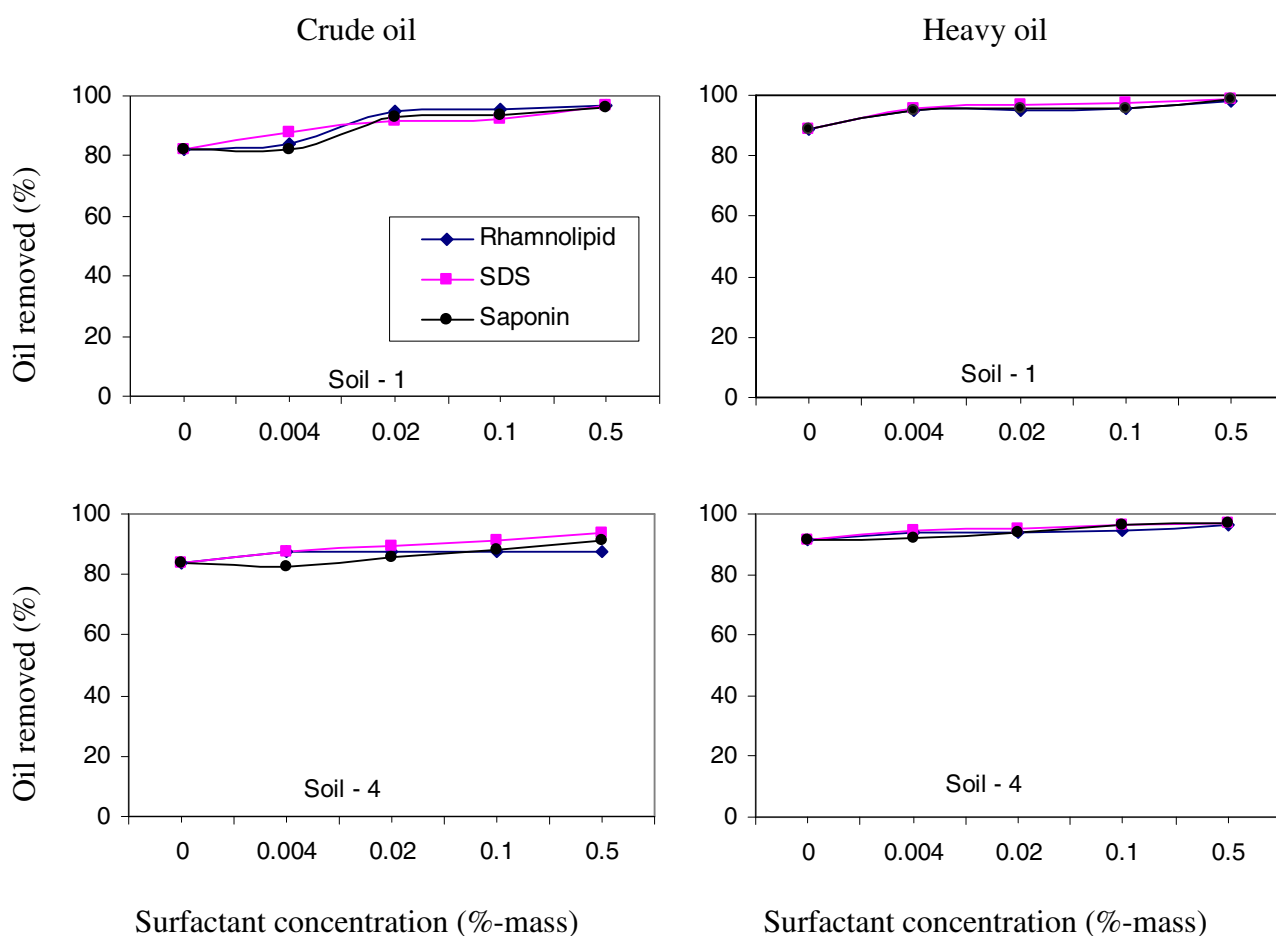 Crude oil
Heavy oil
Oil removed (%)
100
80
60
40
20
0
Rhamnolipid
SDS
Saponin
Soil - 1
0 0.004 0.02 0.1 0.5
100
80
60
40
20
0
Soil - 1
0 0.004 0.02 0.1 0.5
Oil removed (%)
100
80
60
40
20
0
Soil - 4
0 0.004 0.02 0.1 0.5
Surfactant concentration (%-mass)
100
80
60
40
20
0
Soil - 4
0 0.004 0.02 0.1 0.5
Surfactant concentration (%-mass)